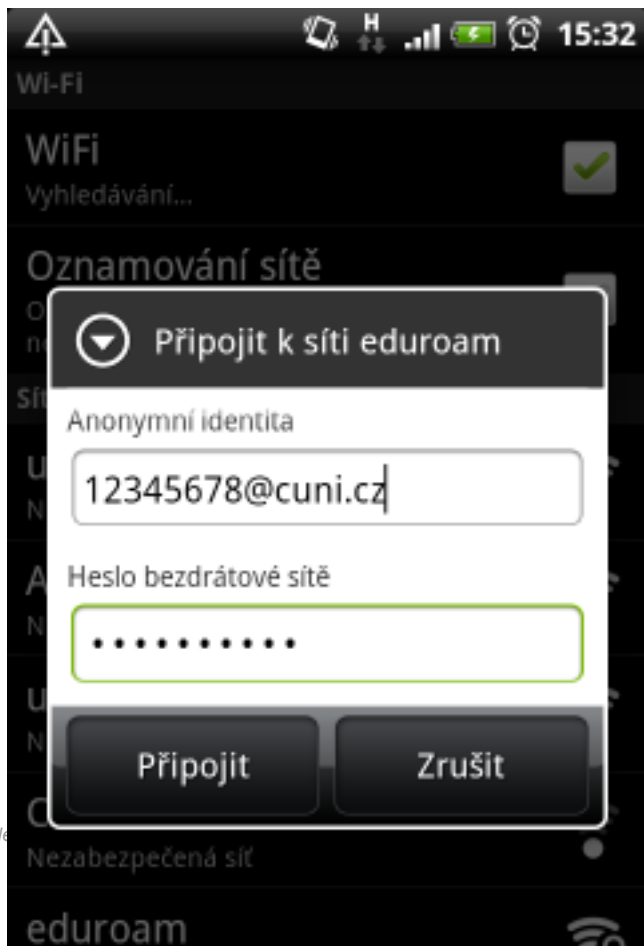 H
15:32
Wi-Fi
WiFi
Vyhledávání...
Oznamování sítě
Připojit k síti eduroam
Anonymní identita
12345678@cuni.cz
Heslo bezdrátové sítě
••••••••••
Připojit
Zrušit
Nezabezpečená síť
eduroam